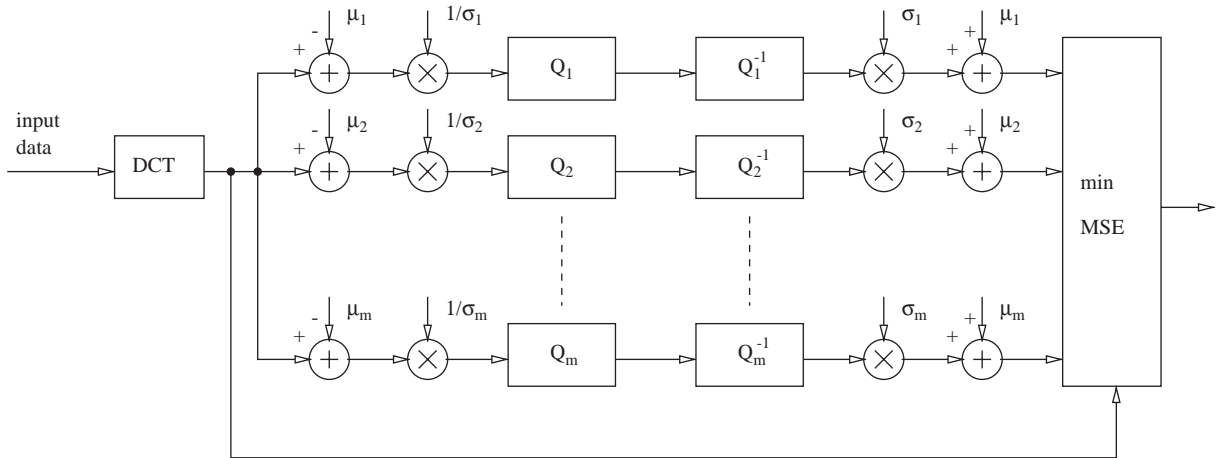 - μ₁ 1/σ₁ σ₁ μ₁
+ + +
Q₁ Q₁⁻¹
input
data
- μ₂ 1/σ₂ σ₂ μ₂
+ + +
DCT Q₂ Q₂⁻¹
min
MSE
- μₘ 1/σₘ σₘ μₘ
+ + +
Qₘ Qₘ⁻¹